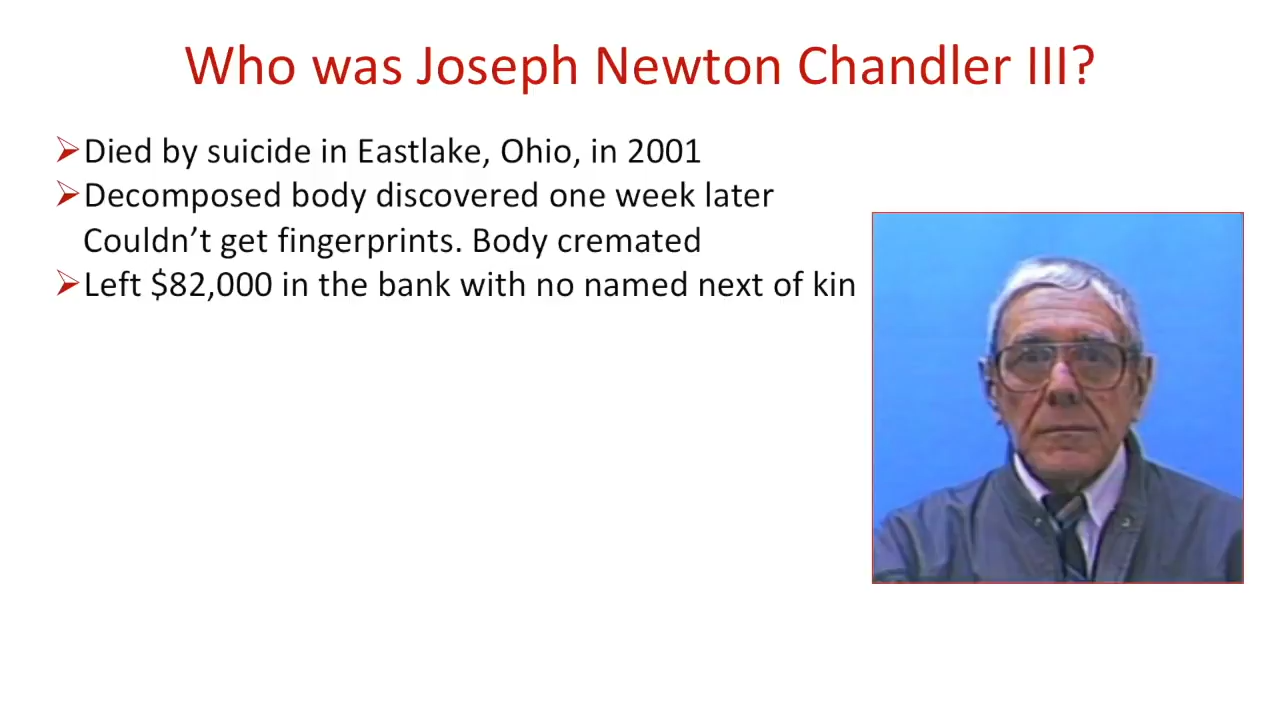 Who was Joseph Newton Chandler III?
Died by suicide in Eastlake, Ohio, in 2001
Decomposed body discovered one week later
Couldn’t get fingerprints. Body cremated
Left $82,000 in the bank with no named next of kin